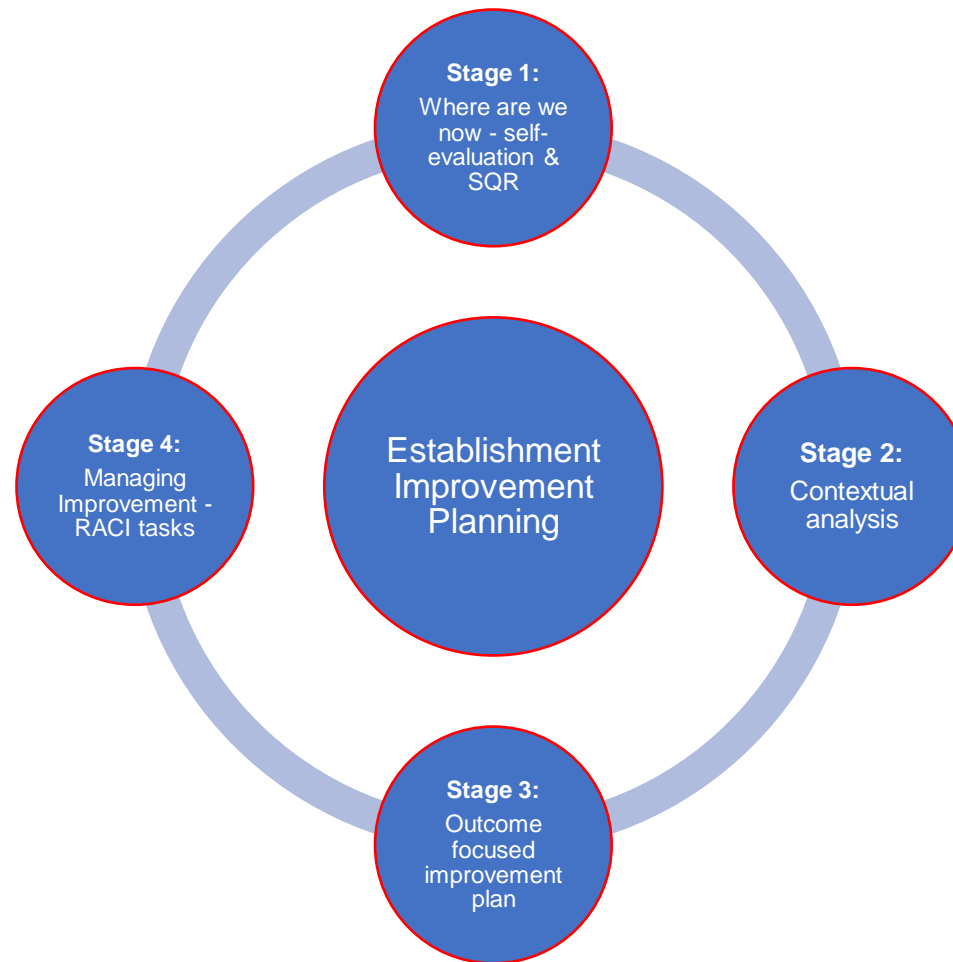 Stage 1:
Where are we
now - self-
evaluation &
SQR
Establishment
Improvement
Planning
Stage 2:
Contextual
analysis
Stage 3:
Outcome
focused
improvement
plan
Stage 4:
Managing
Improvement -
RACI tasks